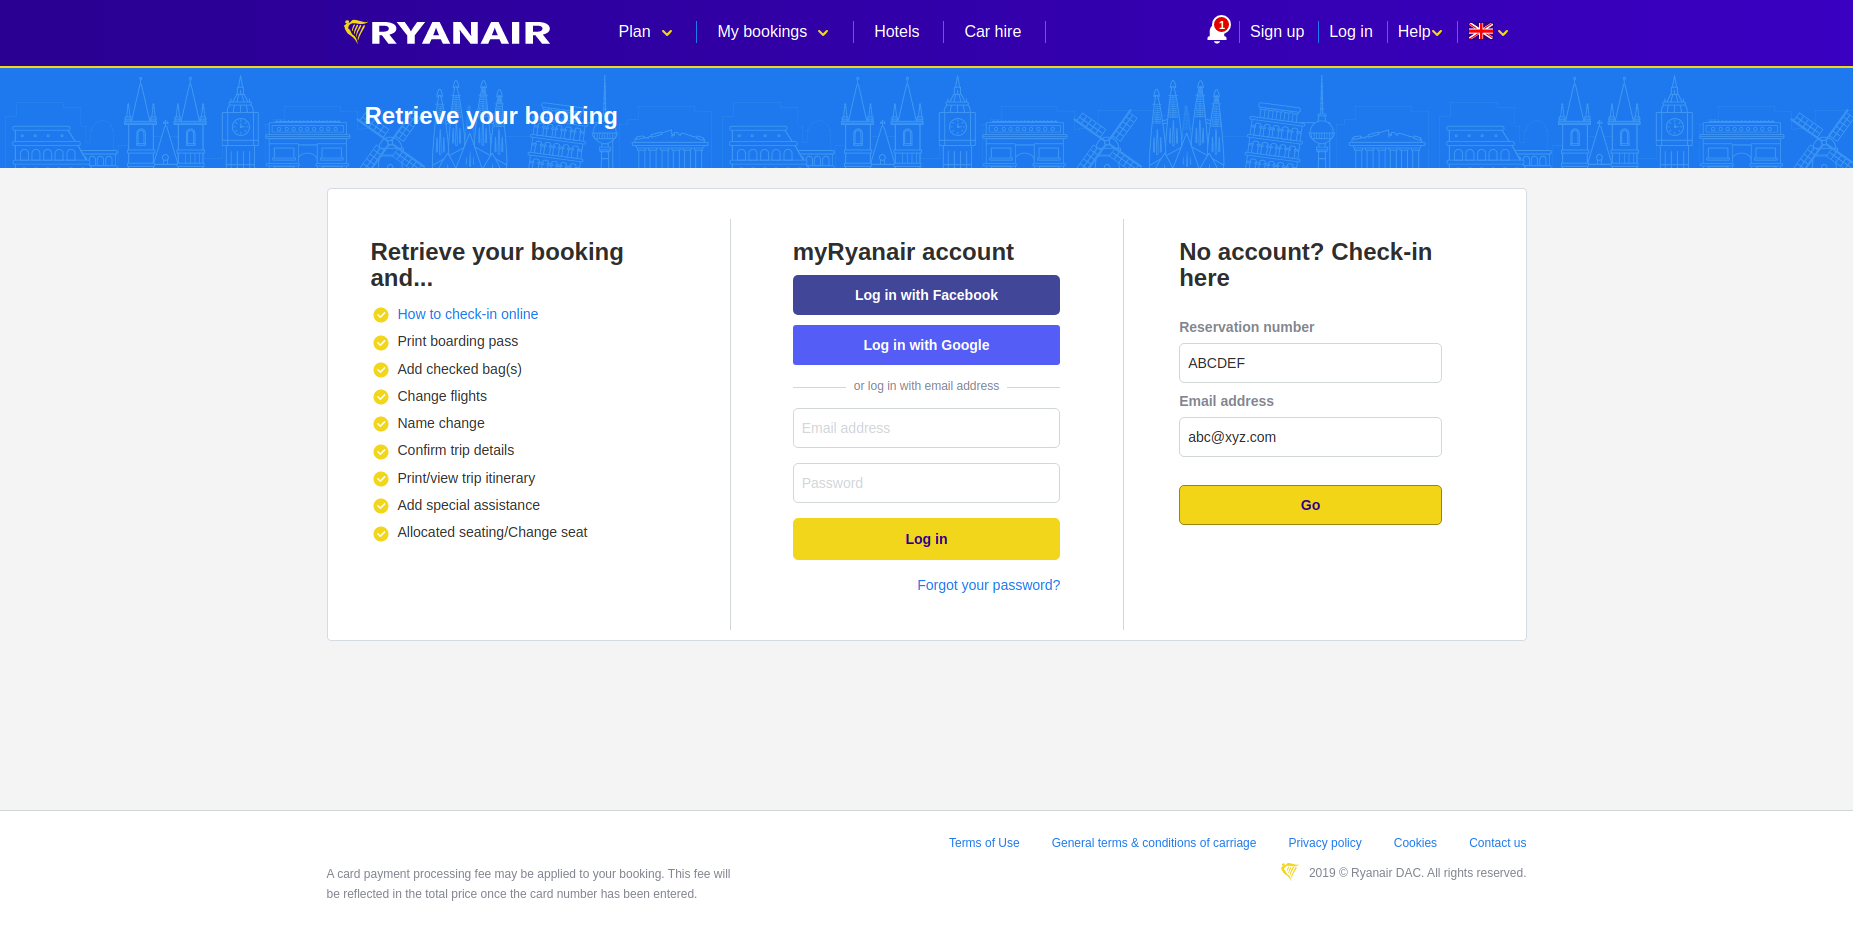 RYANAIR
Plan
My bookings
Hotels
Car hire
1
Sign up
Log in
Help
Retrieve your booking
Retrieve your booking
and...
How to check-in online
Print boarding pass
Add checked bag(s)
Change flights
Name change
Confirm trip details
Print/view trip itinerary
Add special assistance
Allocated seating/Change seat
myRyanair account
Log in with Facebook
Log in with Google
or log in with email address
Email address
Password
Log in
Forgot your password?
No account? Check-in
here
Reservation number
ABCDEF
Email address
abc@xyz.com
Go
Terms of Use
General terms & conditions of carriage
Privacy policy
Cookies
Contact us
A card payment processing fee may be applied to your booking. This fee will
be reflected in the total price once the card number has been entered.
2019 © Ryanair DAC. All rights reserved.